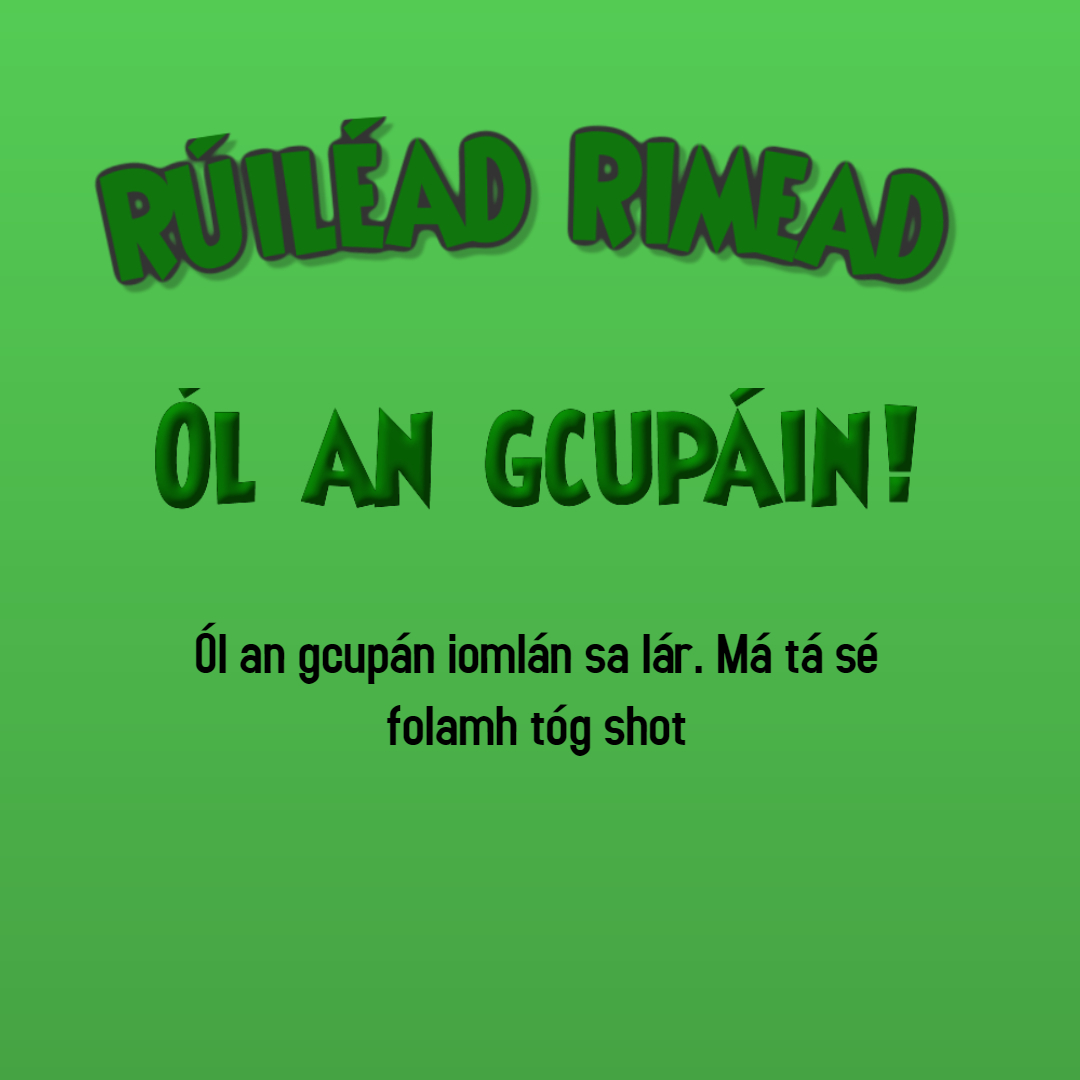 RÚILÉAD RIMEAD
ÓL AN GCUPÁIN!
Ól an gcupán iomlán sa lár. Má tá sé
folamh tóg shot